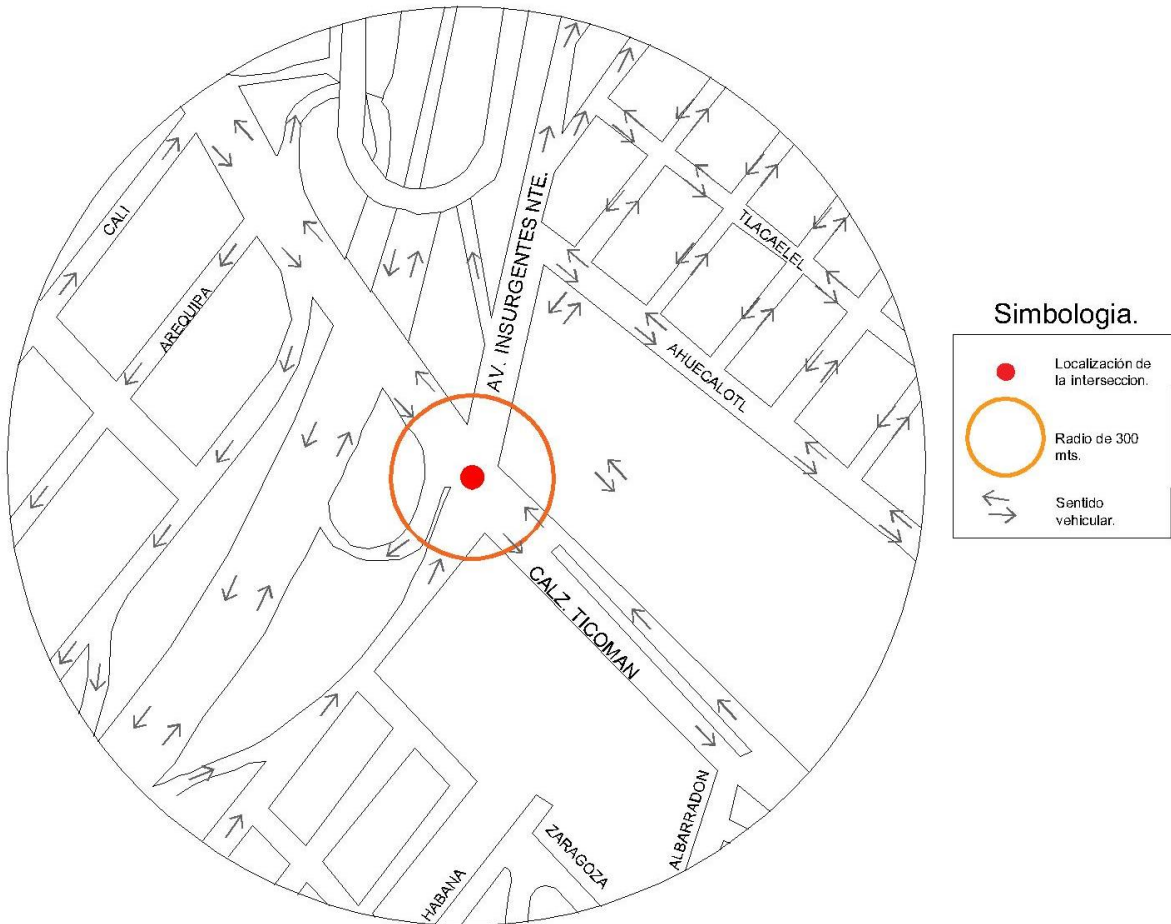 CALI
AREQUIPA
AV. INSURGENTES NTE.
TLACAELEL
AHUECALOTL
CALZ. TICOMAN
ALBARRADON
ZARAGOZA
HABANA
Simbologia.
Localización de
la interseccion.
Radio de 300
mts.
Sentido
vehicular.